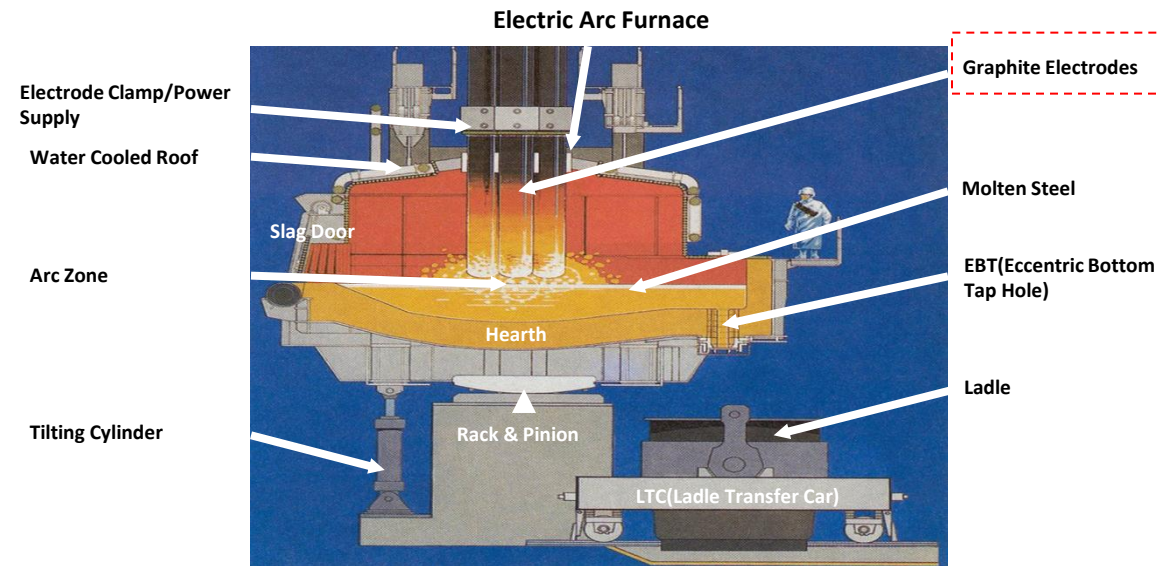 Electric Arc Furnace
Electrode Clamp/Power
Supply
Water Cooled Roof
Slag Door
Arc Zone
Tilting Cylinder
Graphite Electrodes
Molten Steel
EBT(Eccentric Bottom
Tap Hole)
Ladle
Hearth
Rack & Pinion
LTC(Ladle Transfer Car)